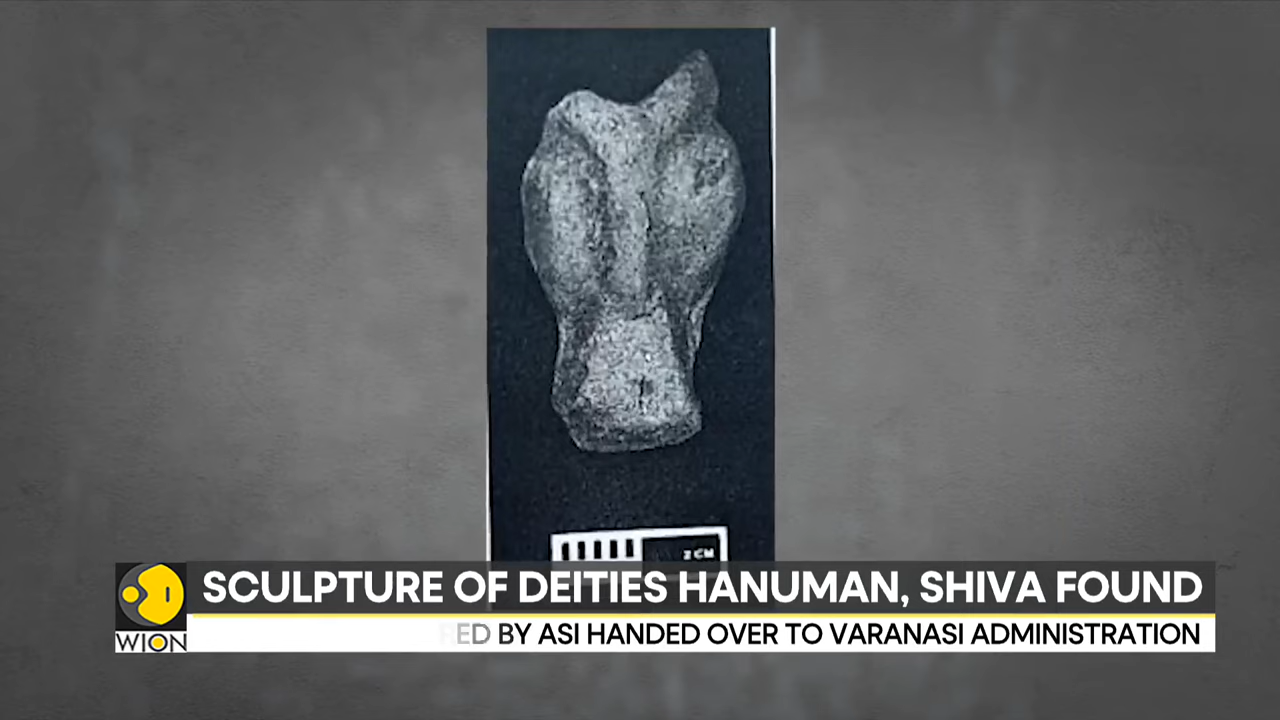 2 CM
SCULPTURE OF DEITIES HANUMAN, SHIVA FOUND
BY ASI HANDED OVER TO VARANASI ADMINISTRATION
WION